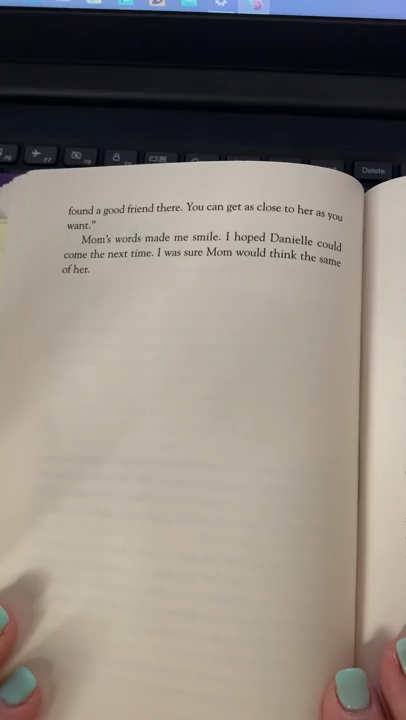 F7
Delete
found a good friend there. You can get as close to her as you
want."
Mom's words made me smile. I hoped Danielle could
come the next time. I was sure Mom would think the same
of her.